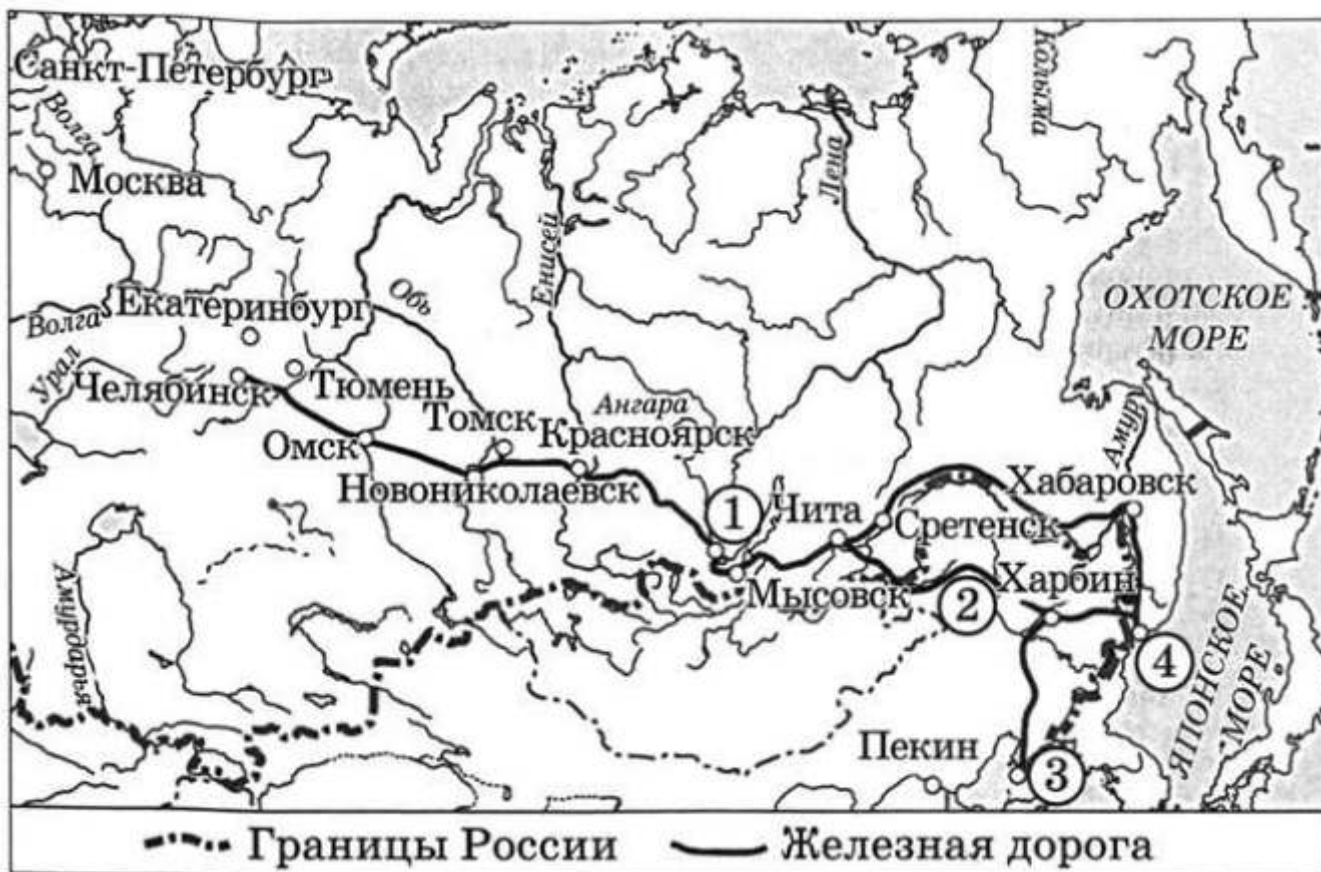 Санкт-Петербург
Волга
Москва
Колыма
Лена
Енисей
Обь
Екатеринбург
Волга
Урал
Челябинск
Тюмень
ОХОТСКОЕ
МОРЕ
Томск
Ангара
Красноярск
Амур
Омск
Новониколаевск
1
Чита
Хабаровск
Сретенск
Мысовск
2
Харбин
4
Амударья
ЯПОНСКОЕ
МОРЕ
Пекин
3
Границы России
Железная дорога